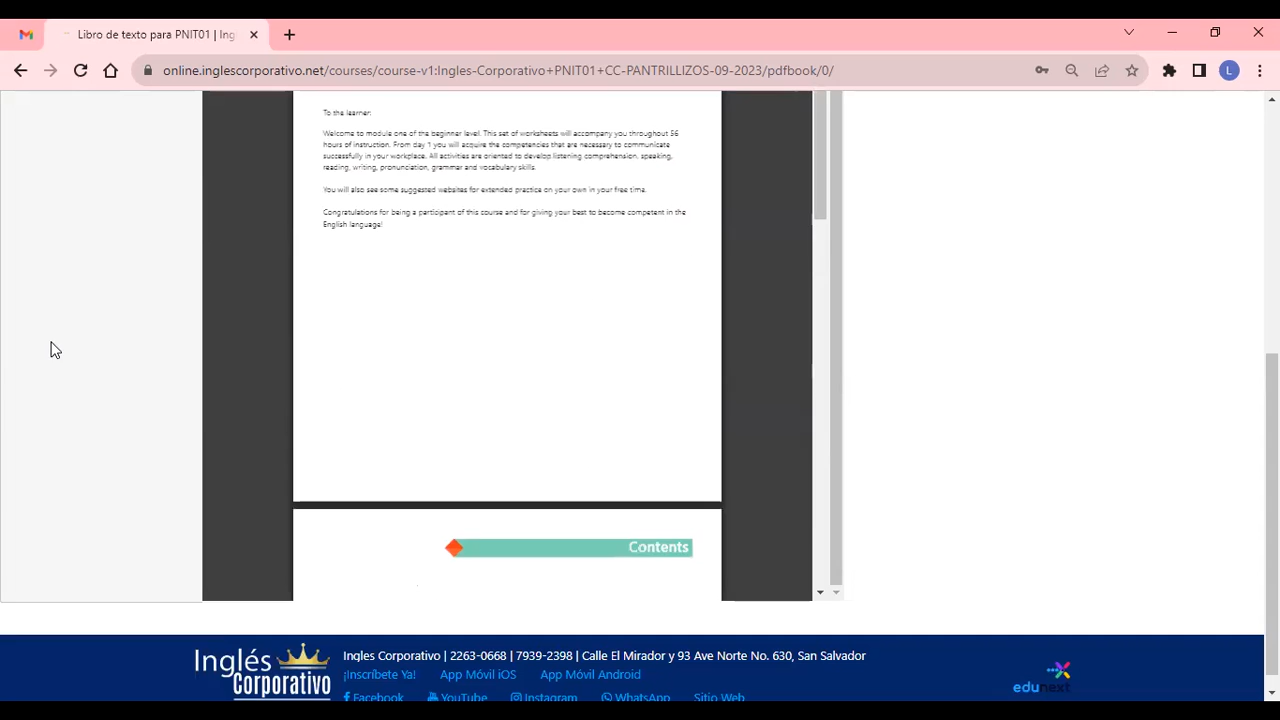 Libro de texto para PNIT01 | Ing
online.inglescorporativo.net/courses/course-v1:Ingles-Corporativo+PNIT01+CC-PANTRILLIZOS-09-2023/pdfbook/0/
L
To the learner:
Welcome to module one of the beginner level. This set of worksheets will accompany you throughout 56
hours of instruction. From day 1 you will acquire the competencies that are necessary to communicate
successfully in your workplace. All activities are oriented to develop listening comprehension, speaking,
reading, writing, pronunciation, grammar and vocabulary skills.
You will also see some suggested websites for extended practice on your own in your free time.
Congratulations for being a participant of this course and for giving your best to become competent in the
English language!
Contents
Inglés Corporativo
Ingles Corporativo | 2263-0668 | 7939-2398 | Calle El Mirador y 93 Ave Norte No. 630, San Salvador
¡Inscríbete Ya! App Móvil iOS App Móvil Android
Facebook YouTube Instagram WhatsApp Sitio Web
edunext